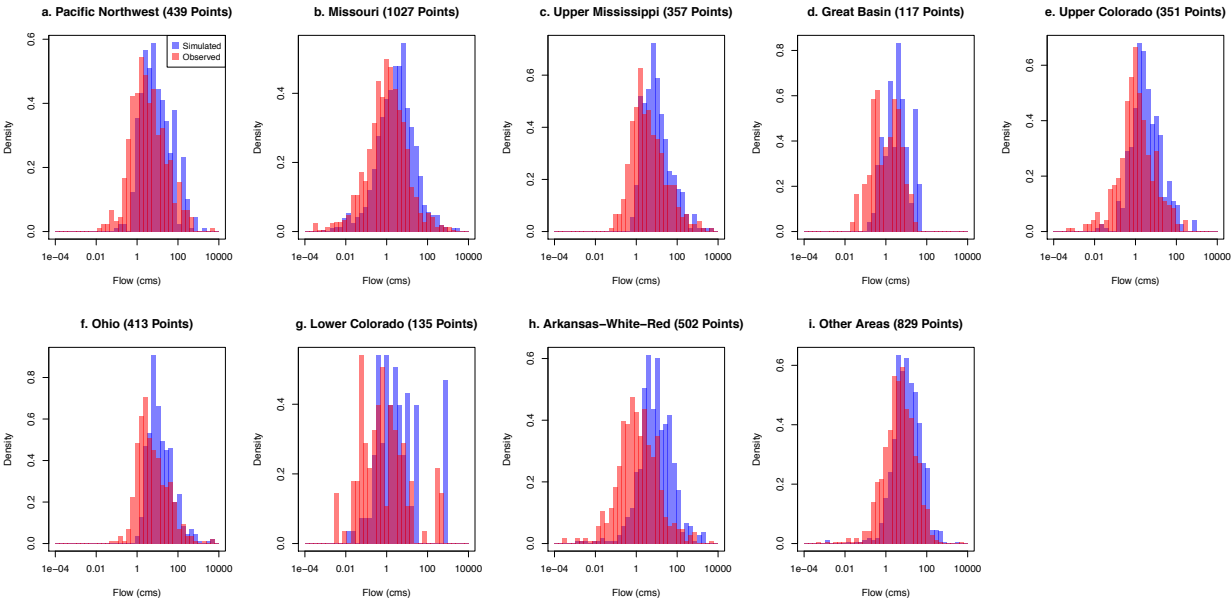 a. Pacific Northwest (439 Points)
Density
0.0 0.2 0.4 0.6
Simulated
Observed
1e−04 0.01 1 100 10000
Flow (cms)
b. Missouri (1027 Points)
Density
0.0 0.2 0.4
1e−04 0.01 1 100 10000
Flow (cms)
c. Upper Mississippi (357 Points)
Density
0.0 0.2 0.4 0.6
1e−04 0.01 1 100 10000
Flow (cms)
d. Great Basin (117 Points)
Density
0.0 0.2 0.4 0.6 0.8
1e−04 0.01 1 100 10000
Flow (cms)
e. Upper Colorado (351 Points)
Density
0.0 0.2 0.4 0.6
1e−04 0.01 1 100 10000
Flow (cms)
f. Ohio (413 Points)
Density
0.0 0.2 0.4 0.6 0.8
1e−04 0.01 1 100 10000
Flow (cms)
g. Lower Colorado (135 Points)
Density
0.0 0.2 0.4
1e−04 0.01 1 100 10000
Flow (cms)
h. Arkansas−White−Red (502 Points)
Density
0.0 0.2 0.4 0.6
1e−04 0.01 1 100 10000
Flow (cms)
i. Other Areas (829 Points)
Density
0.0 0.2 0.4 0.6
1e−04 0.01 1 100 10000
Flow (cms)